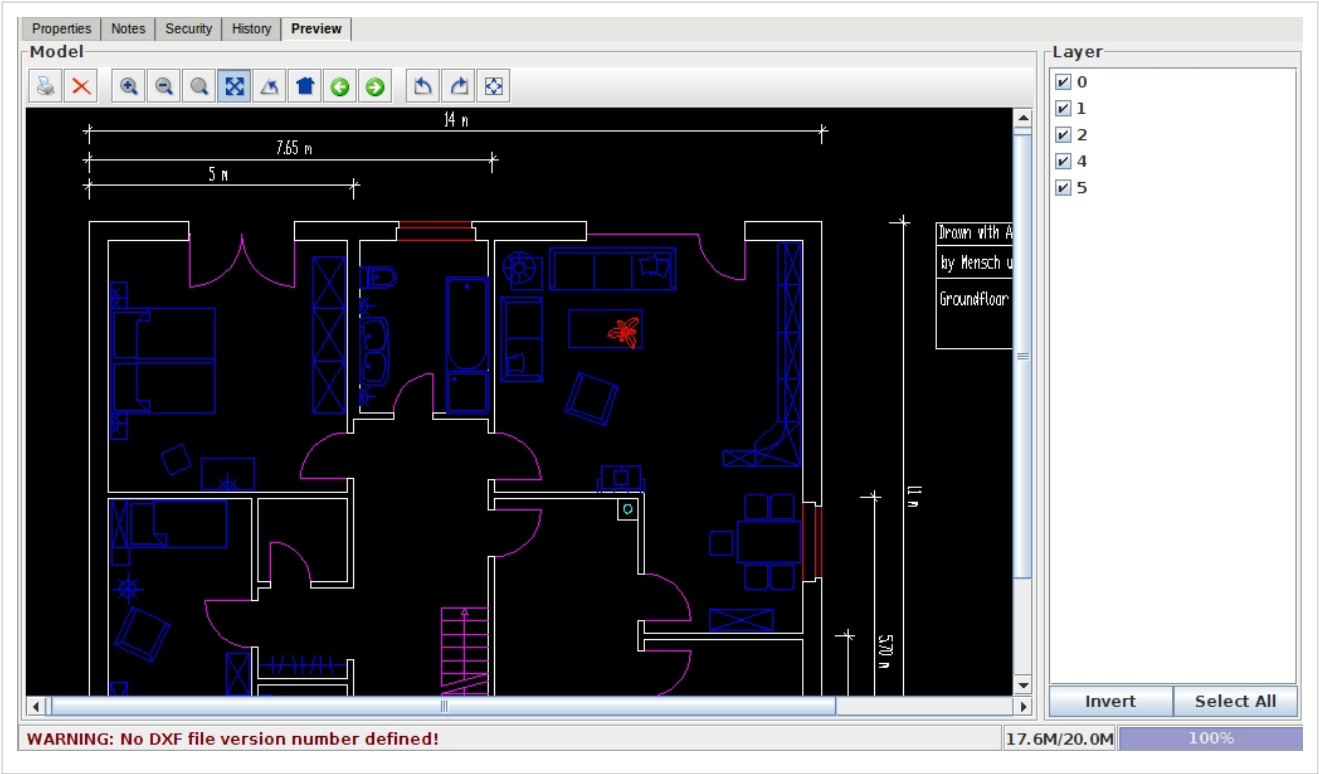 Properties Notes Security History Preview
Model
Layer
0
1
2
4
5
14 m
7.65 m
5 m
Drawn with A
by Mensch u
Groundfloor
11 m
5.70 m
Invert Select All
WARNING: No DXF file version number defined!
17.6M/20.0M 100%